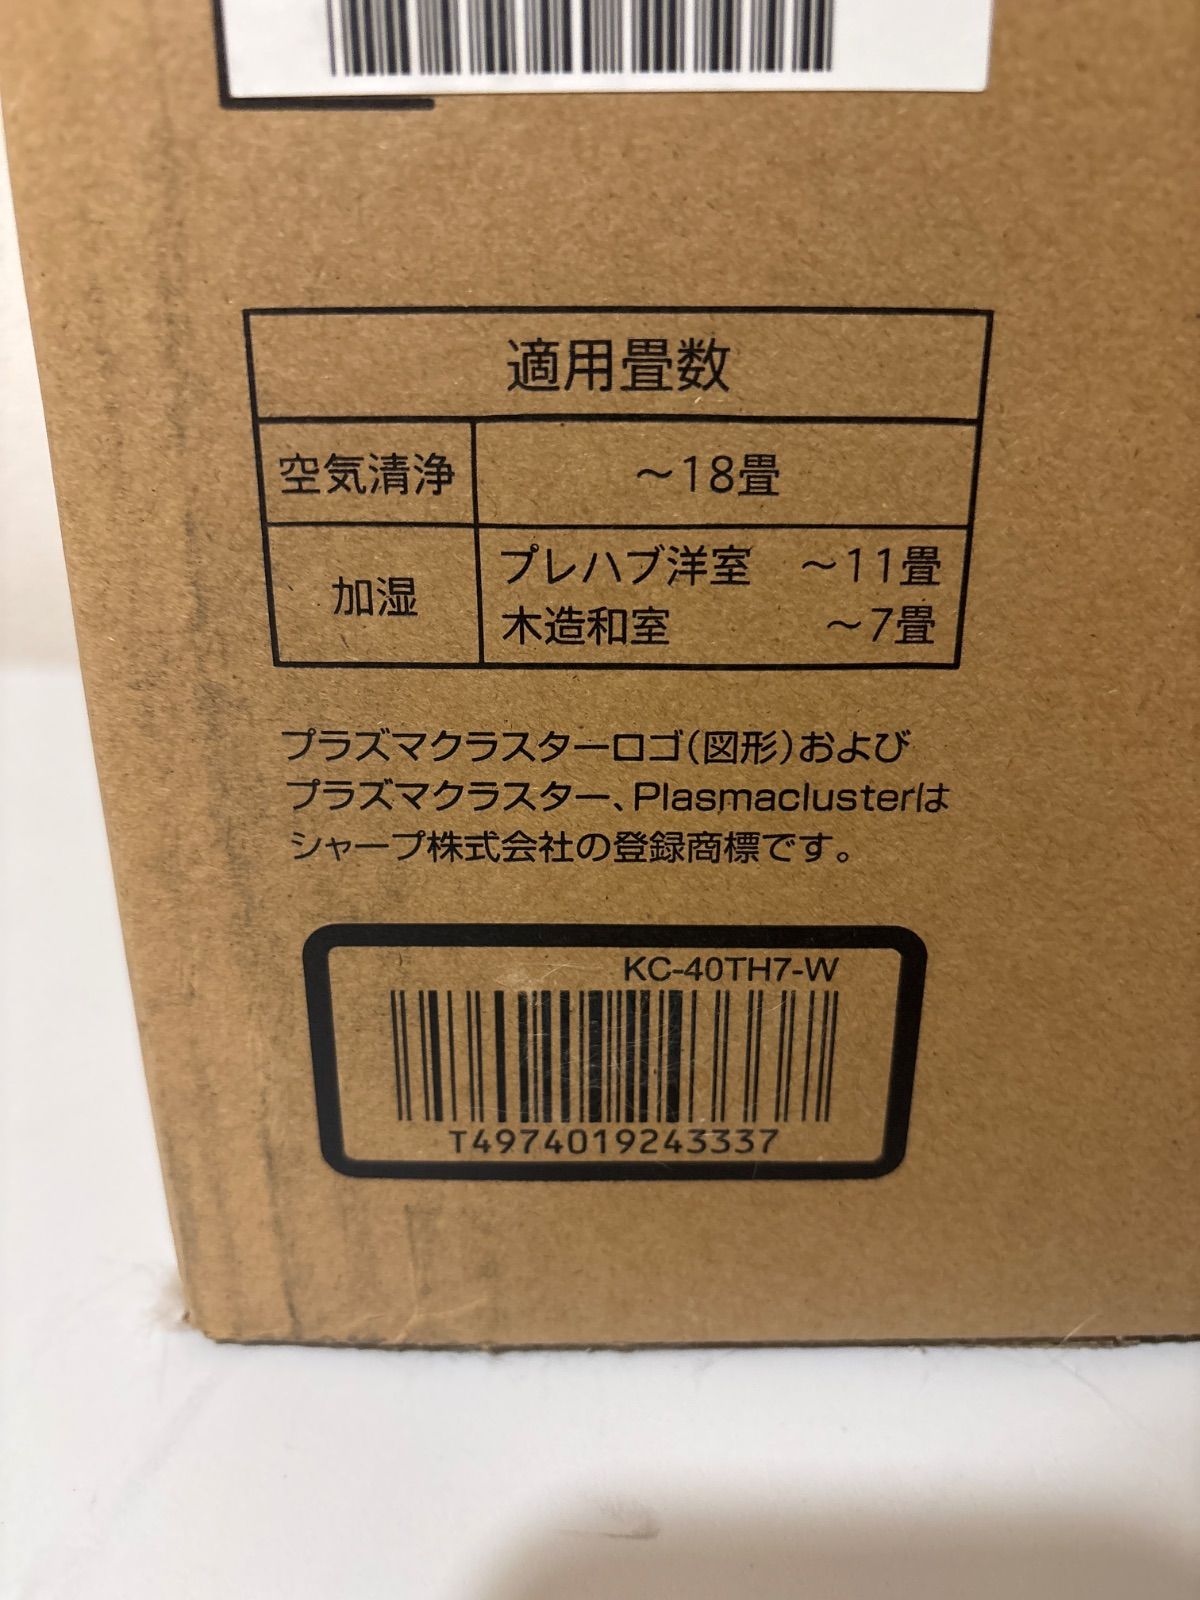 適用畳数
空気清浄 ～18畳
加湿 プレハブ洋室 ～11畳
木造和室 ～7畳
プラズマクラスターロゴ(図形)および
プラズマクラスター、Plasmaclusterは
シャープ株式会社の登録商標です。
KC-40TH7-W
T4974019243337